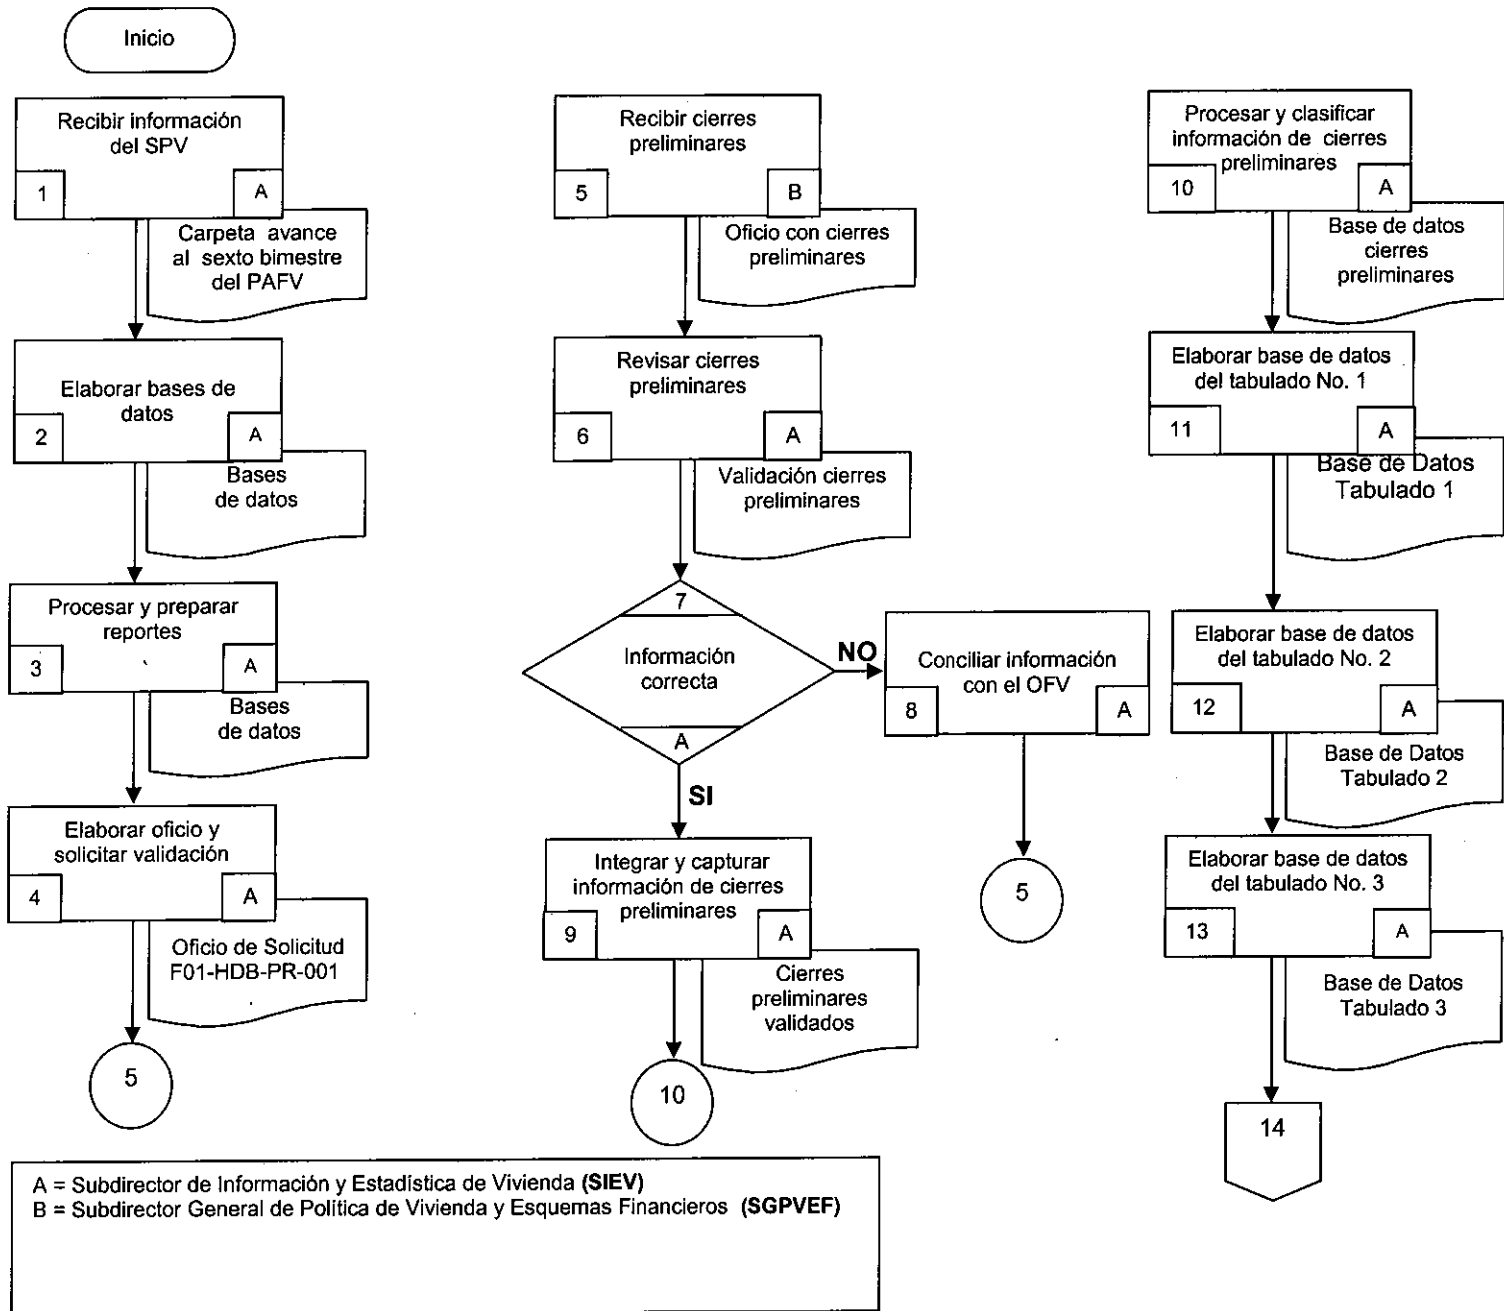 Inicio
Recibir información
del SPV
1
A
Carpeta avance
al sexto bimestre
del PAFV
Elaborar bases de
datos
2
A
Bases
de datos
Procesar y preparar
reportes
3
A
Bases
de datos
Elaborar oficio y
solicitar validación
4
A
Oficio de Solicitud
F01-HDB-PR-001
5
Recibir cierres
preliminares
5
B
Oficio con cierres
preliminares
Revisar cierres
preliminares
6
A
Validación cierres
preliminares
7
Información
correcta
A
NO
SI
Conciliar información
con el OFV
8
A
5
Integrar y capturar
información de cierres
preliminares
9
A
Cierres
preliminares
validados
10
Procesar y clasificar
información de cierres
preliminares
10
A
Base de datos
cierres
preliminares
Elaborar base de datos
del tabulado No. 1
11
A
Base de Datos
Tabulado 1
Elaborar base de datos
del tabulado No. 2
12
A
Base de Datos
Tabulado 2
Elaborar base de datos
del tabulado No. 3
13
A
Base de Datos
Tabulado 3
14
A = Subdirector de Información y Estadística de Vivienda (SIEV)
B = Subdirector General de Política de Vivienda y Esquemas Financieros (SGPVEF)